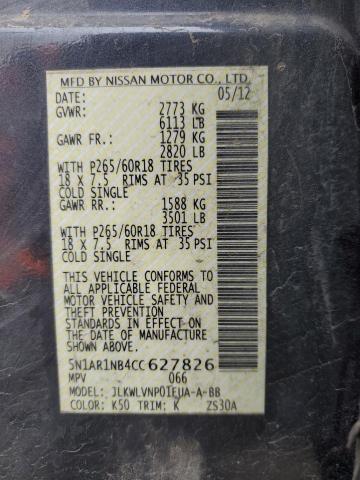 MFD BY NISSAN MOTOR CO., LTD.
DATE: 05/12
GVWR: 2773 KG
6113 LB
GAWR FR.: 1279 KG
2820 LB
WITH P265/60R18 TIRES
18 X 7.5 RIMS AT 35 PSI
COLD SINGLE
GAWR RR.: 1588 KG
3501 LB
WITH P265/60R18 TIRES
18 X 7.5 RIMS AT 35 PSI
COLD SINGLE
THIS VEHICLE CONFORMS TO
ALL APPLICABLE FEDERAL
MOTOR VEHICLE SAFETY AND
THEFT PREVENTION
STANDARDS IN EFFECT ON
THE DATE OF MANUFACTURE
SHOWN ABOVE.
5N1AR1NB4CC627826
MPV 066
MODEL: JLKWLVNP01EUA-A-BB
COLOR: K50 TRIM: K ZS30A